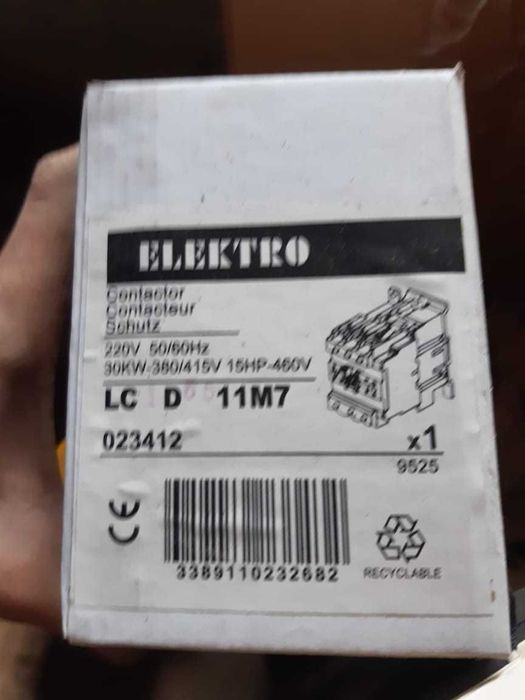 ELEKTRO
Contactor
Contacteur
Schutz
220V 50/60Hz
30KW-380/415V 15HP-460V
LC D 11M7
023412
x1
9525
CE
3389110232682
RECYCLABLE